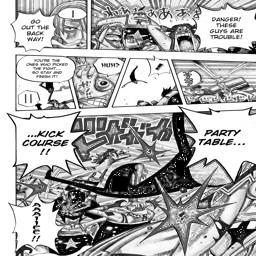 GO
OUT THE
BACK
WAY!
DANGER!
THESE
GUYS ARE
TROUBLE!
YOU'RE THE
ONES WHO PICKED
THE FIGHT...
SO STAY AND
FINISH IT!
HUH?
...KICK
COURSE
!
PARTY
TABLE...